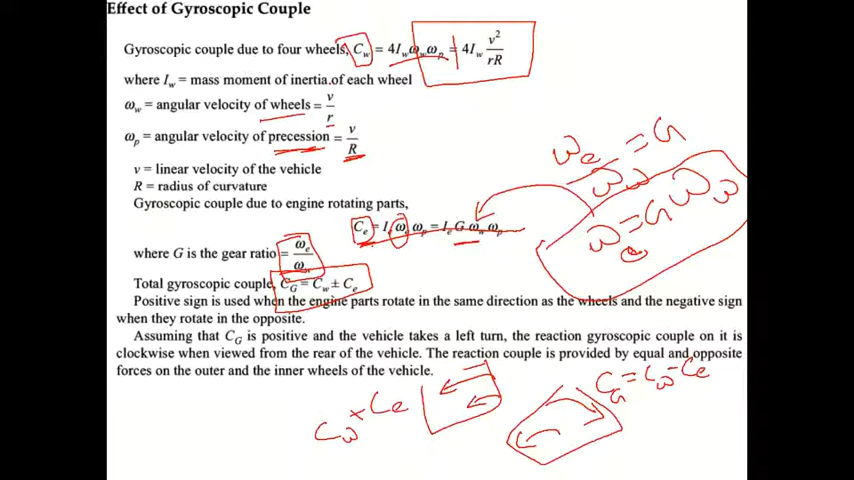 Effect of Gyroscopic Couple
Gyroscopic couple due to four wheels, C_w = 4I_w ω_w ω_p = 4I_w v²/rR
where I_w = mass moment of inertia of each wheel
ω_w = angular velocity of wheels = v/r
ω_p = angular velocity of precession = v/R
ω_e/ω_w = G
v = linear velocity of the vehicle
R = radius of curvature
Gyroscopic couple due to engine rotating parts,
ω_e = G ω_w
C_e = I_e ω_e ω_p = I_e G ω_w ω_p
where G is the gear ratio = ω_e/ω_w
Total gyroscopic couple, C_G = C_w ± C_e
Positive sign is used when the engine parts rotate in the same direction as the wheels and the negative sign
when they rotate in the opposite.
Assuming that C_G is positive and the vehicle takes a left turn, the reaction gyroscopic couple on it is
clockwise when viewed from the rear of the vehicle. The reaction couple is provided by equal and opposite
forces on the outer and the inner wheels of the vehicle.
C_G = C_w - C_e
C_w + C_e